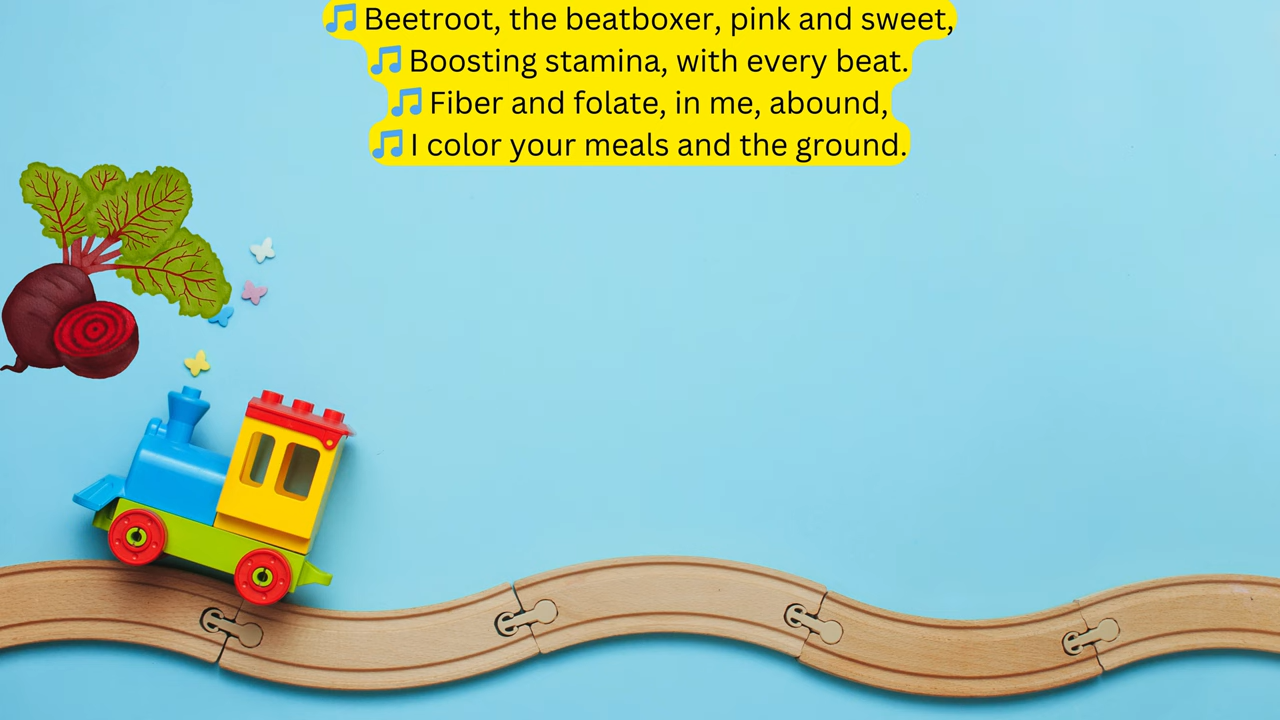 🎵 Beetroot, the beatboxer, pink and sweet,
🎵 Boosting stamina, with every beat.
🎵 Fiber and folate, in me, abound,
🎵 I color your meals and the ground.